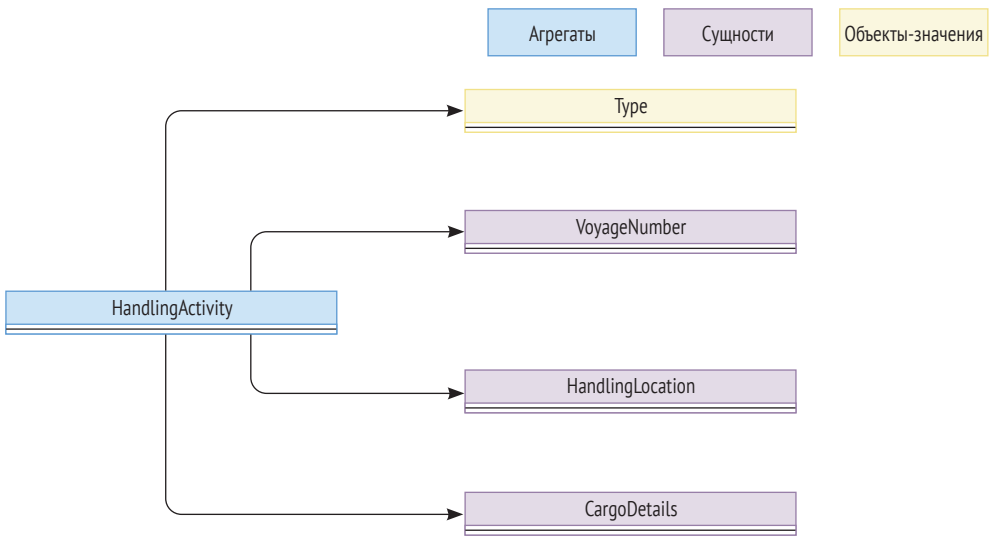 Агрегаты
Сущности
Объекты-значения
Type
VoyageNumber
HandlingActivity
HandlingLocation
CargoDetails